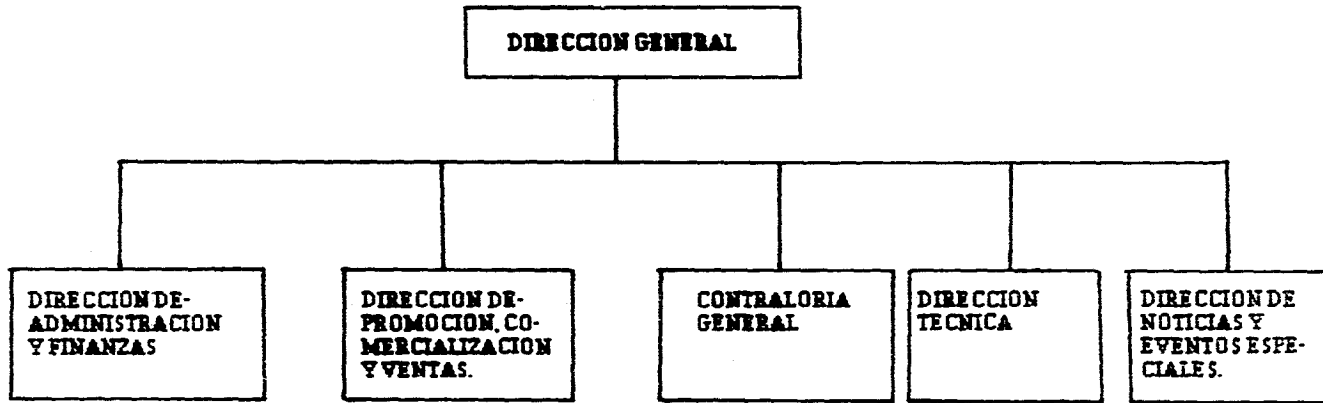 DIRECCION GENERAL
DIRECCION DE-
ADMINISTRACION
Y FINANZAS
DIRECCION DE-
PROMOCION, CO-
MERCIALIZACION
Y VENTAS.
CONTRALORIA
GENERAL
DIRECCION
TECNICA
DIRECCION DE
NOTICIAS Y
EVENTOS ESPE-
CIALES.